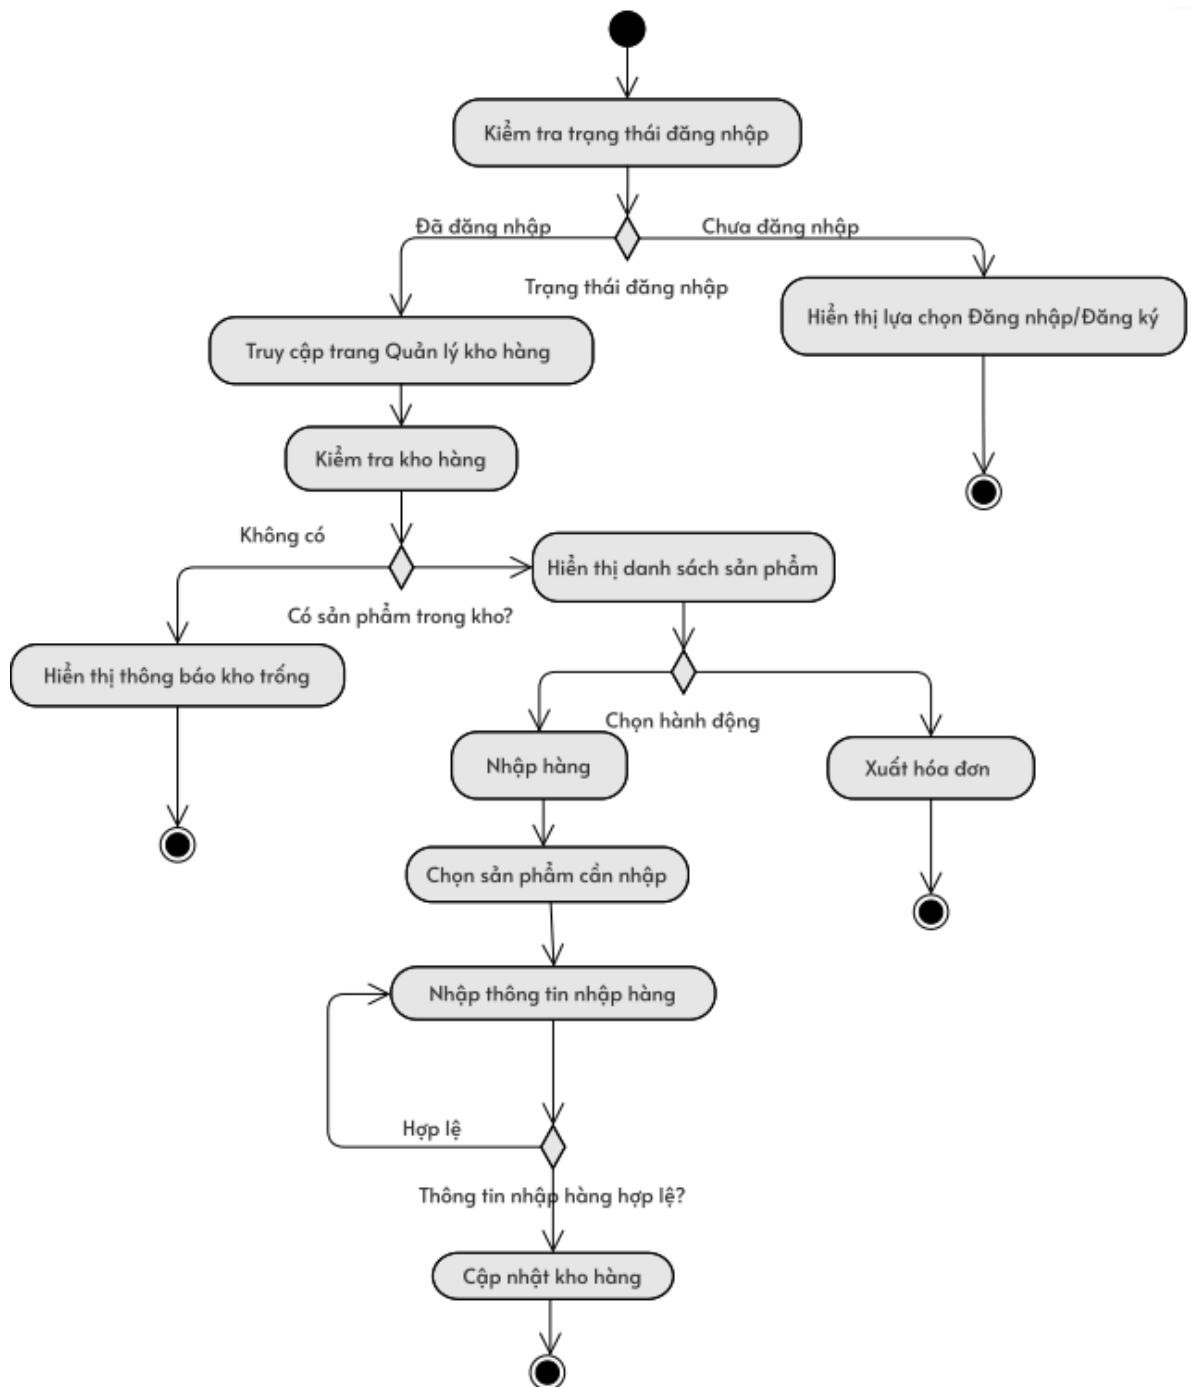 Kiểm tra trạng thái đăng nhập
Đã đăng nhập
Chưa đăng nhập
Trạng thái đăng nhập
Hiển thị lựa chọn Đăng nhập/Đăng ký
Truy cập trang Quản lý kho hàng
Kiểm tra kho hàng
Không có
Hiển thị danh sách sản phẩm
Có sản phẩm trong kho?
Hiển thị thông báo kho trống
Chọn hành động
Nhập hàng
Xuất hóa đơn
Chọn sản phẩm cần nhập
Nhập thông tin nhập hàng
Hợp lệ
Thông tin nhập hàng hợp lệ?
Cập nhật kho hàng